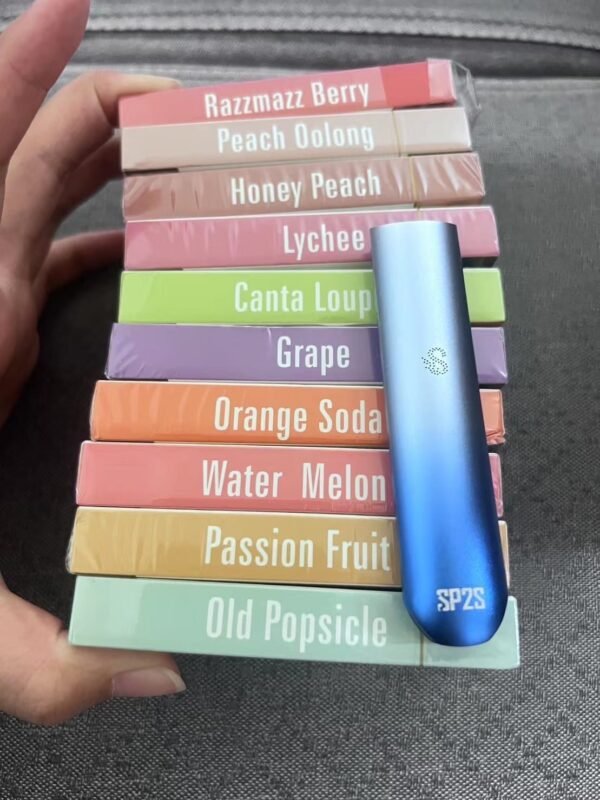 Razzmazz Berry
Peach Oolong
Honey Peach
Lychee
Canta Loup
Grape
Orange Soda
Water Melon
Passion Fruit
Old Popsicle
S
SP2S